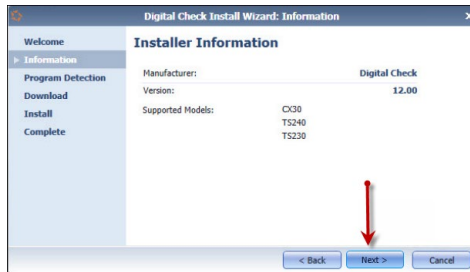 Digital Check Install Wizard: Information
Welcome
Information
Program Detection
Download
Install
Complete
Installer Information
Manufacturer: Digital Check
Version: 12.00
Supported Models: CX30
TS240
TS230
< Back Next > Cancel